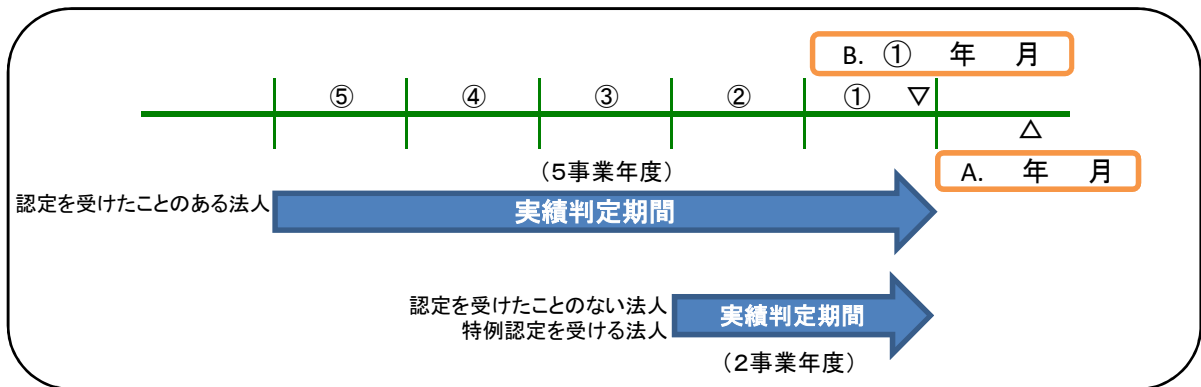 B. ① 年 月
⑤ ④ ③ ② ① ▽
△
A. 年 月
(5事業年度)
認定を受けたことのある法人
実績判定期間
認定を受けたことのない法人
特例認定を受ける法人
実績判定期間
(2事業年度)